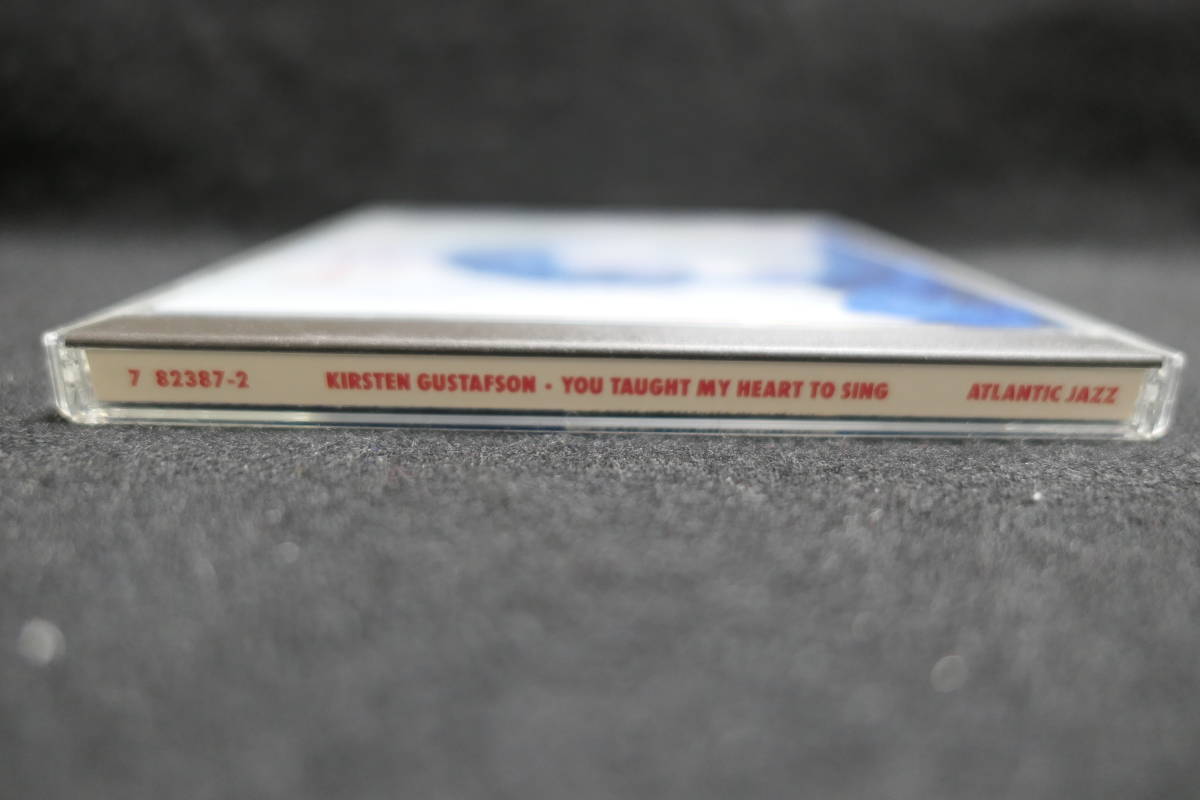 7 82387-2 KIRSTEN GUSTAFSON · YOU TAUGHT MY HEART TO SING ATLANTIC JAZZ